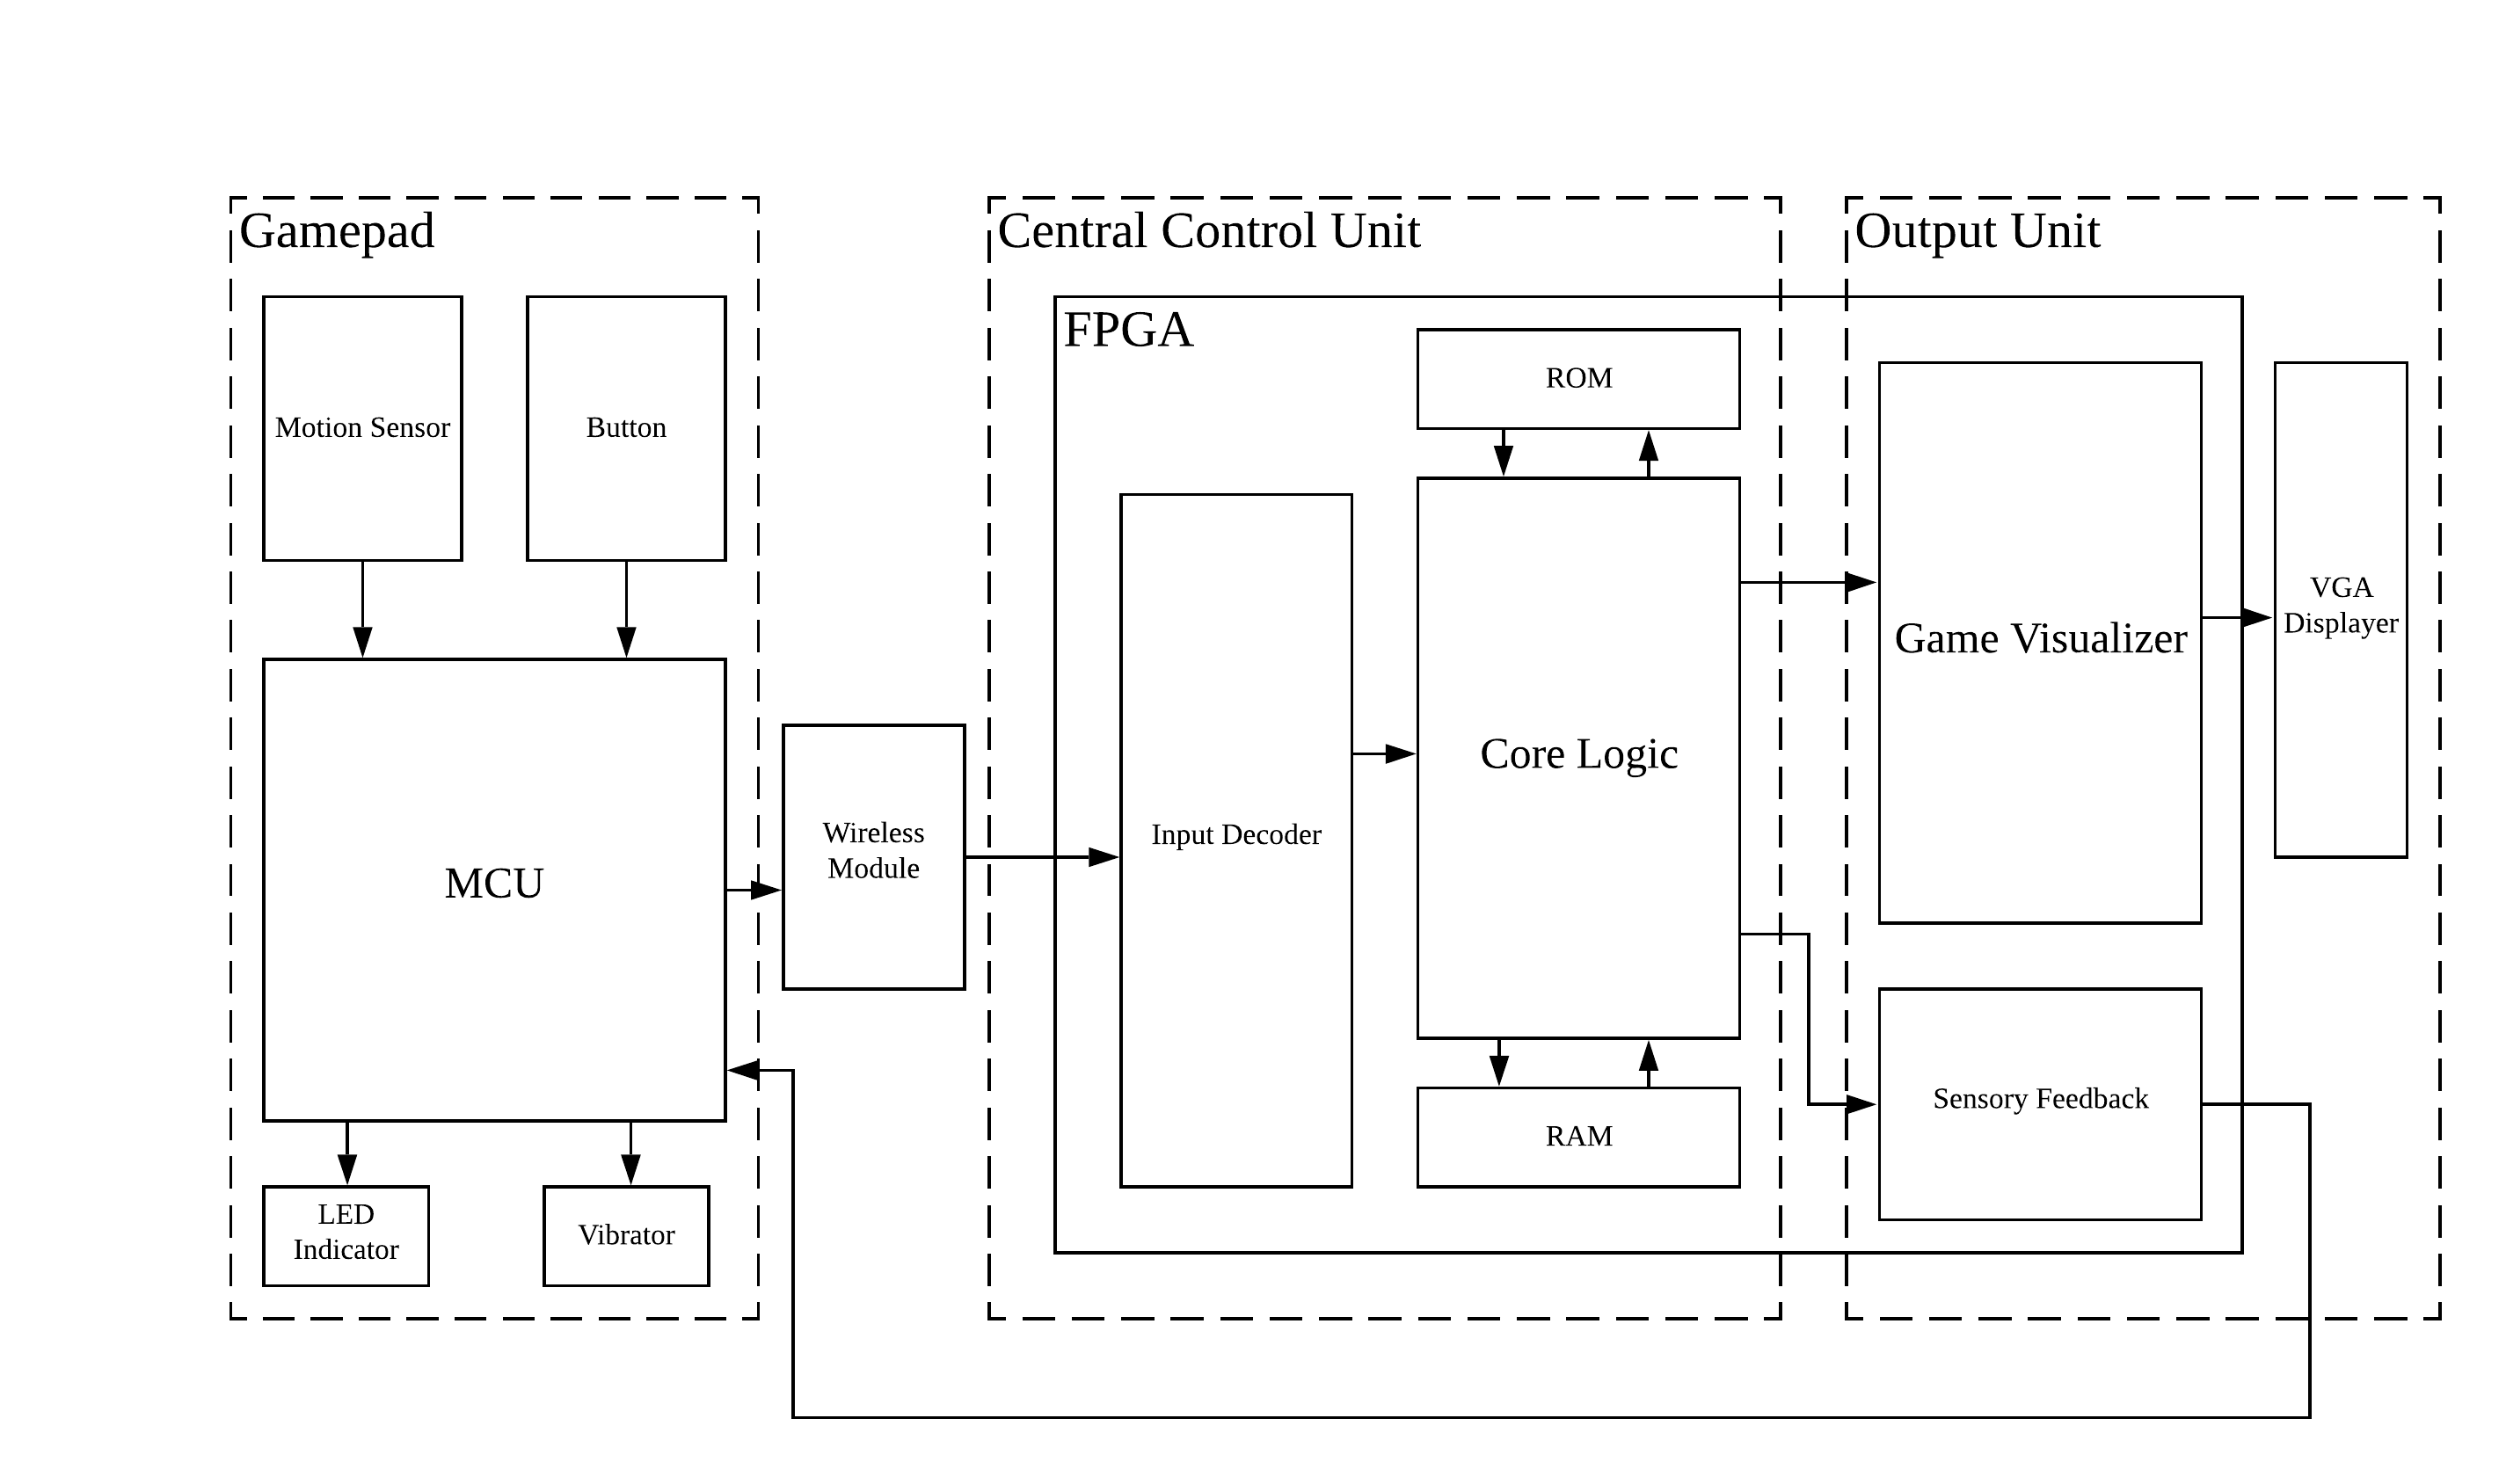 Gamepad
Motion Sensor
Button
MCU
LED
Indicator
Vibrator
Wireless
Module
Central Control Unit
FPGA
Input Decoder
ROM
Core Logic
RAM
Output Unit
Game Visualizer
Sensory Feedback
VGA
Displayer